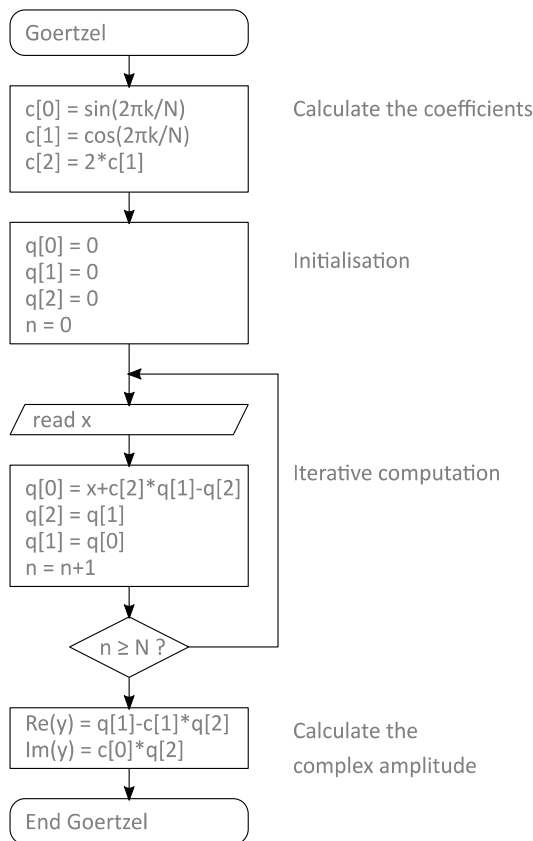 Goertzel
c[0] = sin(2πk/N)
c[1] = cos(2πk/N)
c[2] = 2*c[1]
Calculate the coefficients
q[0] = 0
q[1] = 0
q[2] = 0
n = 0
Initialisation
read x
q[0] = x+c[2]*q[1]-q[2]
q[2] = q[1]
q[1] = q[0]
n = n+1
Iterative computation
n ≥ N ?
Re(y) = q[1]-c[1]*q[2]
Im(y) = c[0]*q[2]
Calculate the
complex amplitude
End Goertzel